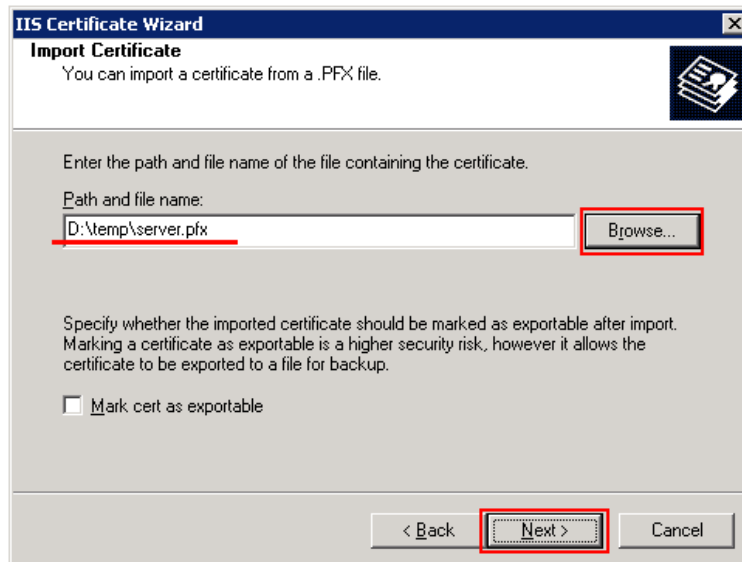 IIS Certificate Wizard
Import Certificate
You can import a certificate from a .PFX file.
Enter the path and file name of the file containing the certificate.
Path and file name:
D:\temp\server.pfx
Browse...
Specify whether the imported certificate should be marked as exportable after import.
Marking a certificate as exportable is a higher security risk, however it allows the
certificate to be exported to a file for backup.
Mark cert as exportable
< Back Next > Cancel